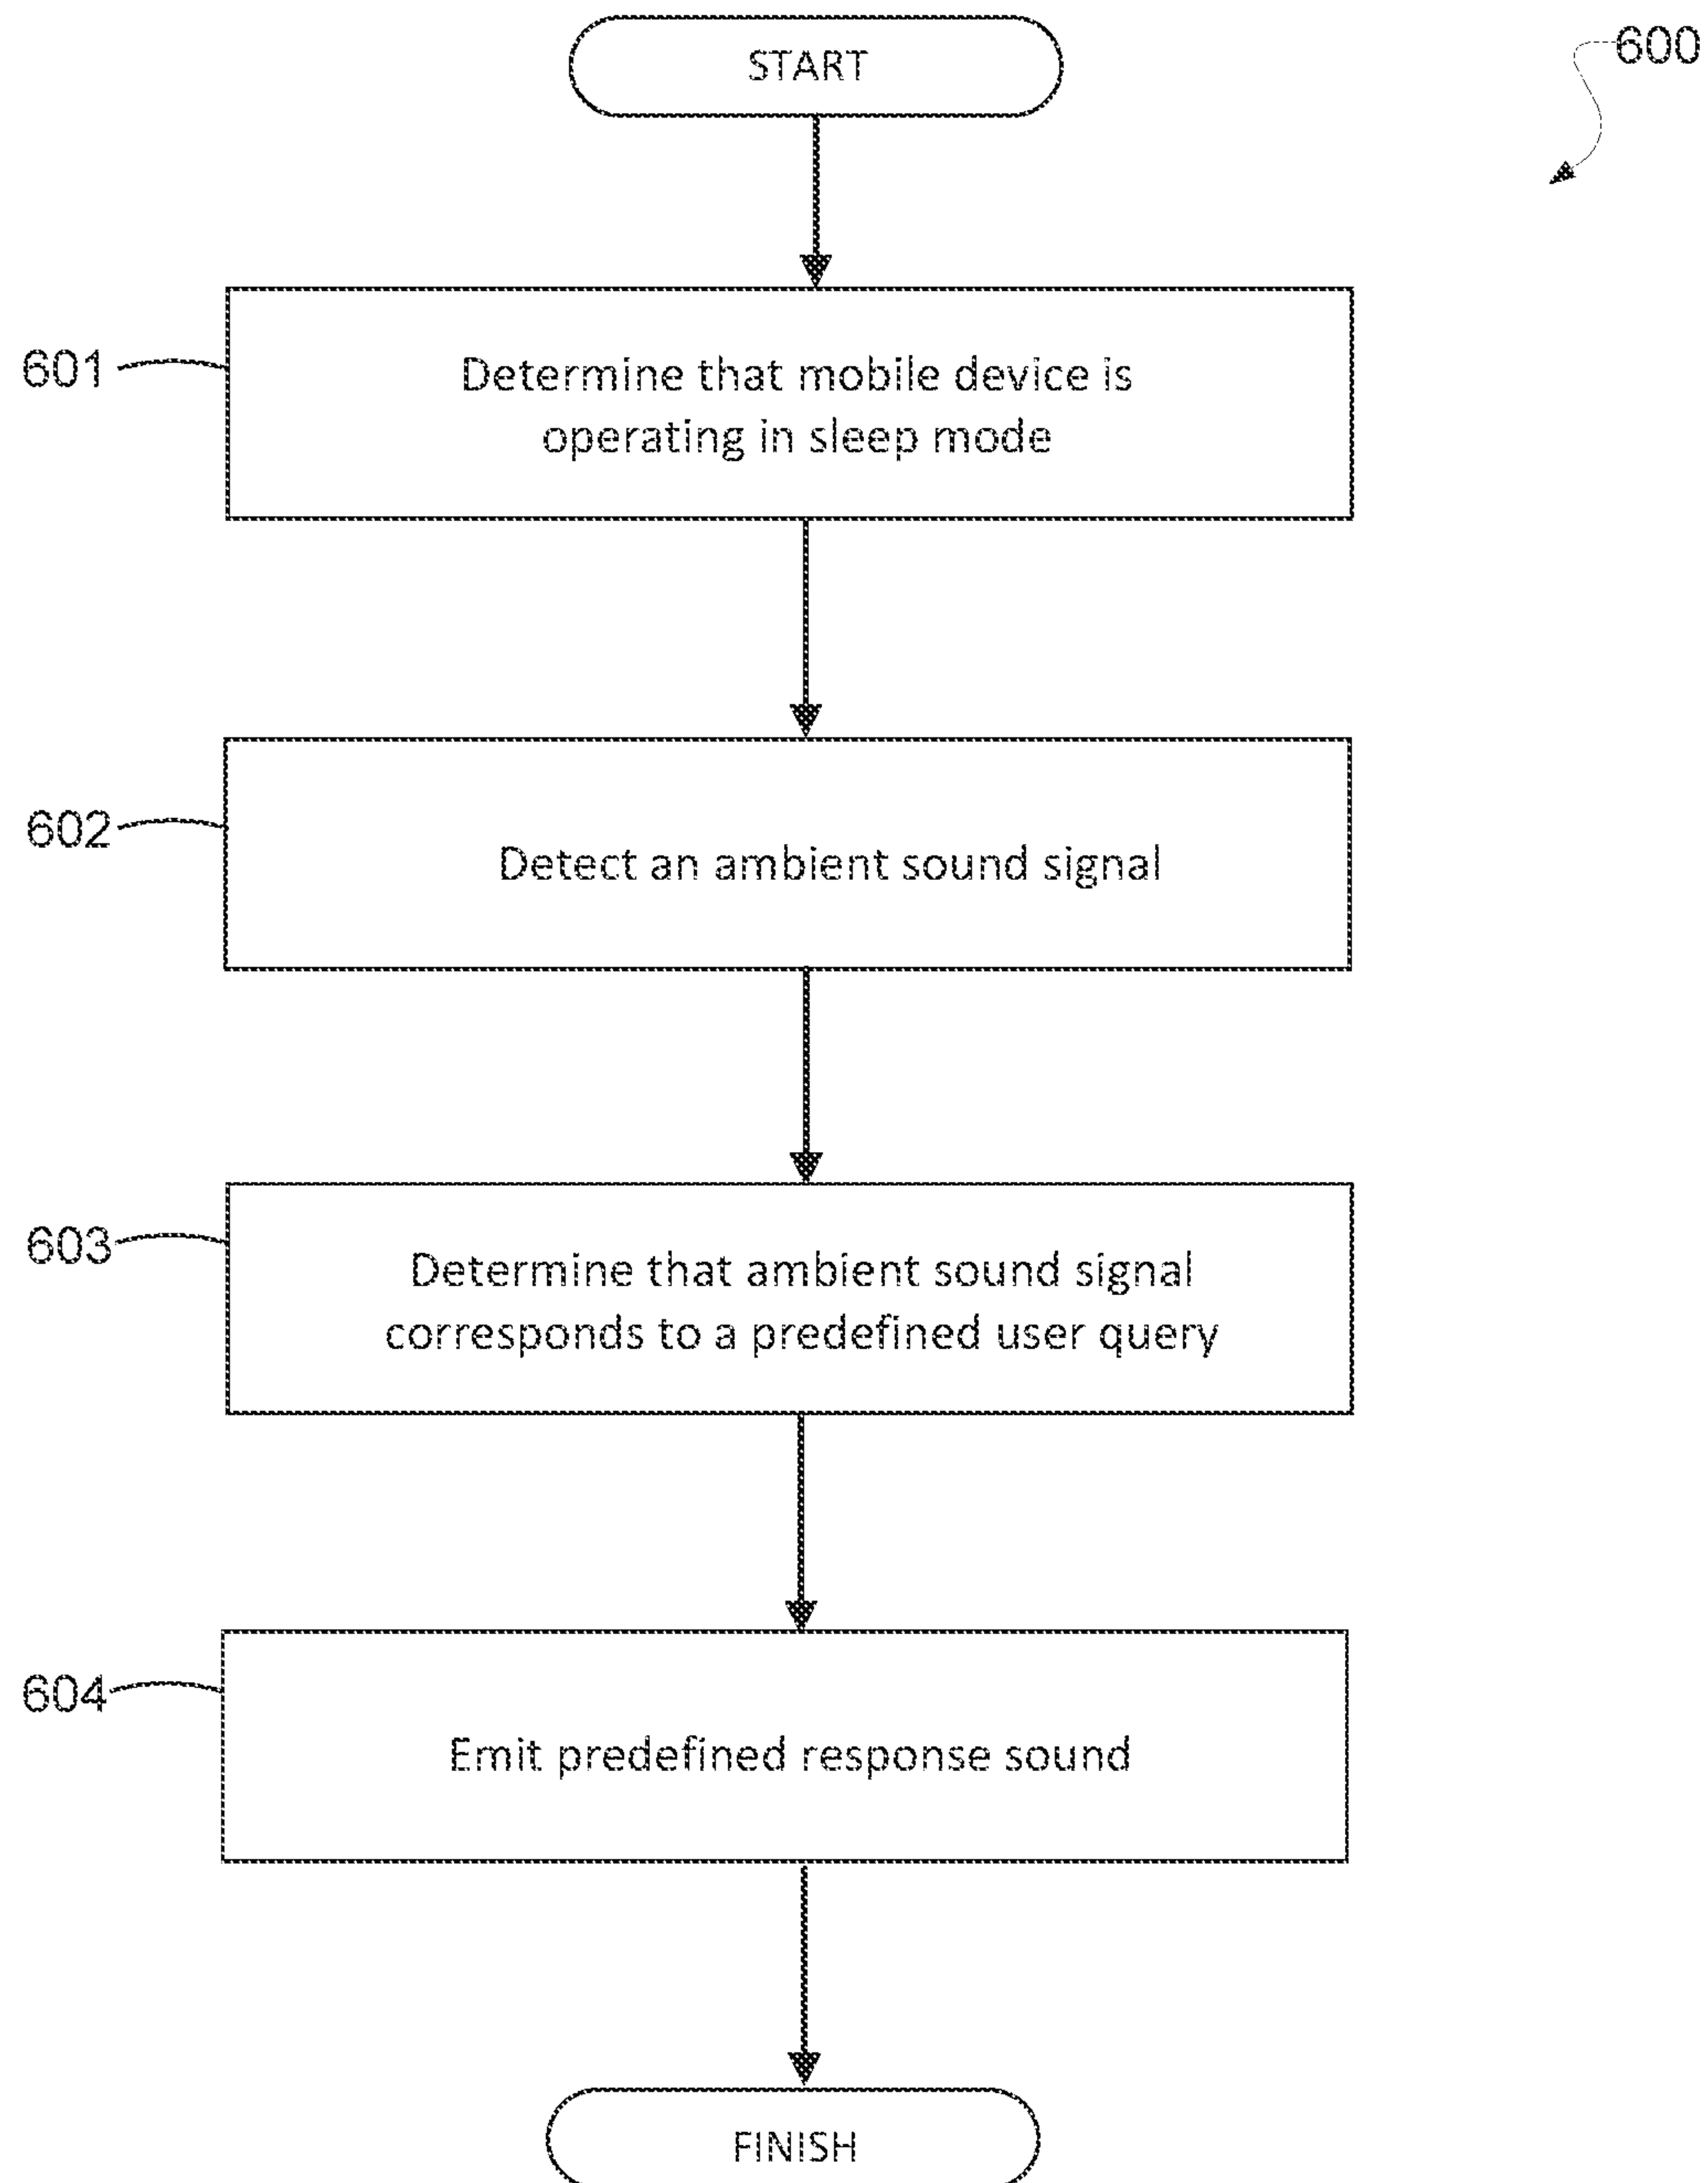 START
600
601
Determine that mobile device is
operating in sleep mode
602
Detect an ambient sound signal
603
Determine that ambient sound signal
corresponds to a predefined user query
604
Emit predefined response sound
FINISH